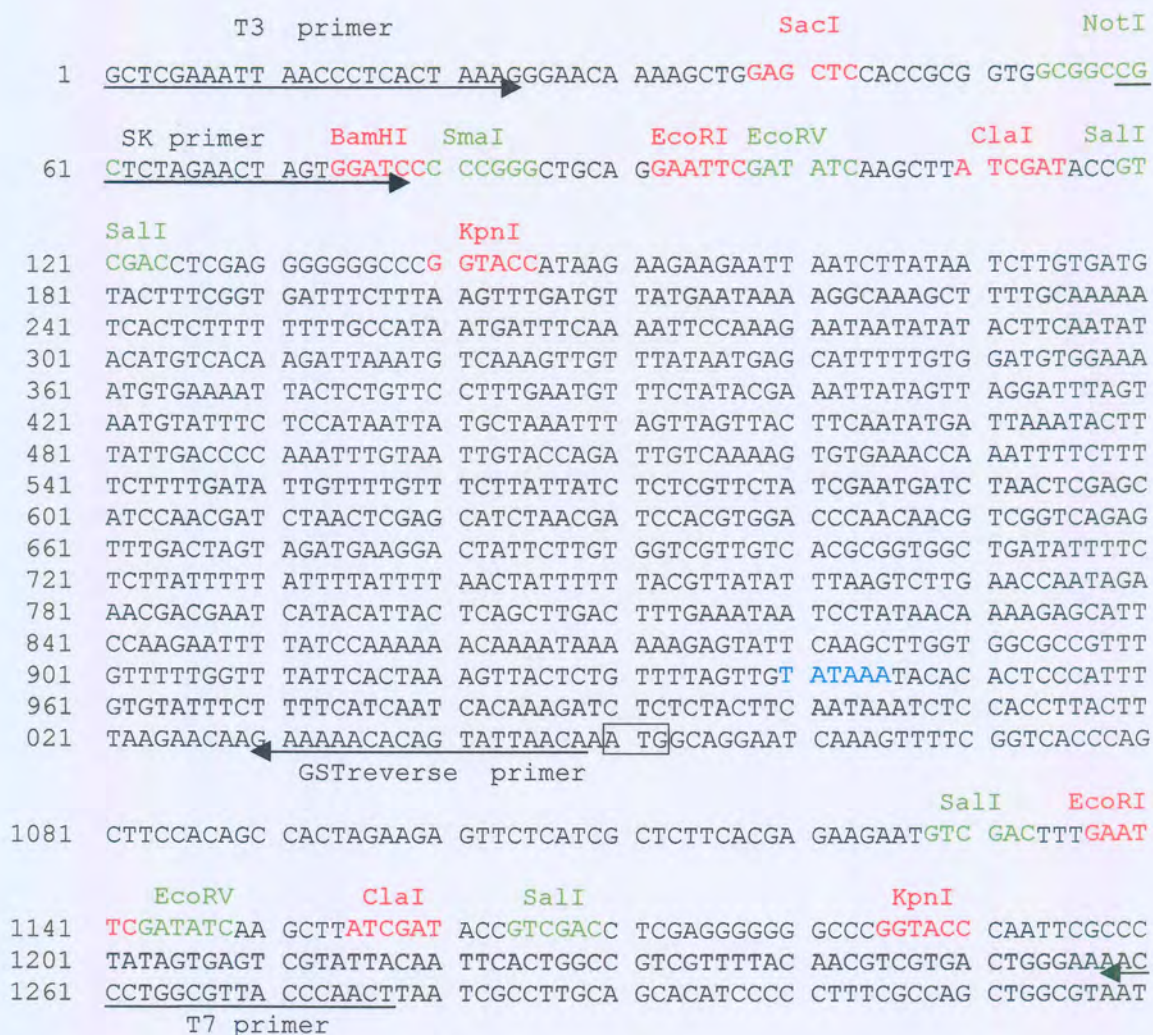 T3 primer SacI NotI
1 GCTCGAAATT AACCCTCACT AAAGGGAACA AAAGCTGGAG CTCCACCGCG GTGGCGGCCG
SK primer BamHI SmaI EcoRI EcoRV ClaI SalI
61 CTCTAGAACT AGTGGATCCC CCGGGCTGCAG GAATTCGAT ATCAAGCTTA TCGATACCGT
SalI KpnI
121 CGACCTCGAG GGGGGGCCCG GTACCATAAG AAGAAGAATT AATCTTATAA TCTTGTGATG
181 TACTTTCGGT GATTTCTTTA AGTTTGATGT TATGAATAAA AGGCAAAGCT TTTGCAAAAA
241 TCACTCTTTT TTTTGCCATA ATGATTTCAA AATTCCAAAG AATAATATAT ACTTCAATAT
301 ACATGTCACA AGATTAAATG TCAAAGTTGT TTATAATGAG CATTTTTGTG GATGTGGAAA
361 ATGTGAAAAT TACTCTGTTC CTTTGAATGT TTCTATACGA AATTATAGTT AGGATTTAGT
421 AATGTATTTC TCCATAATTA TGCTAAATTT AGTTAGTTAC TTCAATATGA TTAAATACTT
481 TATTGACCCC AAATTTGTAA TTGTACCAGA TTGTCAAAAG TGTGAAACCA AATTTTCTTT
541 TCTTTTGATA TTGTTTTGTT TCTTATTATC TCTCGTTCTA TCGAATGATC TAACTCGAGC
601 ATCCAACGAT CTAACTCGAG CATCTAACGA TCCACGTGGA CCCAACAACG TCGGTCAGAG
661 TTTGACTAGT AGATGAAGGA CTATTCTTGT GGTCGTTGTC ACGCGGTGGC TGATATTTTC
721 TCTTATTTTT ATTTTATTTT AACTATTTTT TACGTTATAT TTAAGTCTTG AACCAATAGA
781 AACGACGAAT CATACATTAC TCAGCTTGAC TTTGAAATAA TCCTATAACA AAAGAGCATT
841 CCAAGAATTT TATCCAAAAA ACAAAATAAA AAAGAGTATT CAAGCTTGGT GGCGCCGTTT
901 GTTTTTGGTT TATTCACTAA AGTTACTCTG TTTTAGTTGT ATAAATACAC ACTCCCATTT
961 GTGTATTTCT TTTCATCAAT CACAAAGATC TCTCTACTTC AATAAATCTC CACCTTACTT
021 TAAGAACAAG AAAAACACAG TATTAACAAA TGGCAGGAAT CAAAGTTTTC GGTCACCCAG
GSTreverse primer
SalI EcoRI
1081 CTTCCACAGC CACTAGAAGA GTTCTCATCG CTCTTCACGA GAAGAATGTC GACTTTGAAT
EcoRV ClaI SalI KpnI
1141 TCGATATCAA GCTTATCGAT ACCGTCGACC TCGAGGGGGG GCCCGGTACC CAATTCGCCC
1201 TATAGTGAGT CGTATTACAA TTCACTGGCC GTCGTTTTAC AACGTCGTGA CTGGGAAAAC
1261 CCTGGCGTTA CCCAACTTAA TCGCCTTGCA GCACATCCCC CTTTCGCCAG CTGGCGTAAT
T7 primer